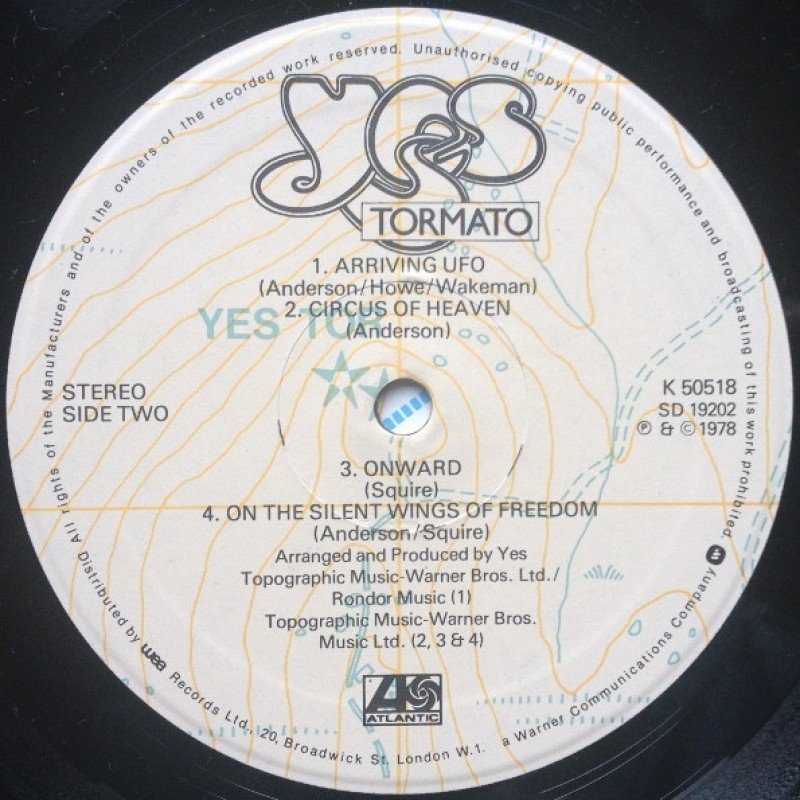 All rights of the Manufacturers and of the owners of the recorded work reserved. Unauthorised copying public performance and broadcasting of this work prohibited.
YES
TORMATO
1. ARRIVING UFO
(Anderson/Howe/Wakeman)
2. CIRCUS OF HEAVEN
(Anderson)
YES TOR
STEREO
SIDE TWO
K 50518
SD 19202
℗ & © 1978
3. ONWARD
(Squire)
4. ON THE SILENT WINGS OF FREEDOM
(Anderson/Squire)
Arranged and Produced by Yes
Topographic Music-Warner Bros. Ltd./
Rondor Music (1)
Topographic Music-Warner Bros.
Music Ltd. (2, 3 & 4)
ATLANTIC
Distributed by wea Records Ltd., 20, Broadwick St. London W.1. a Warner Communications Company